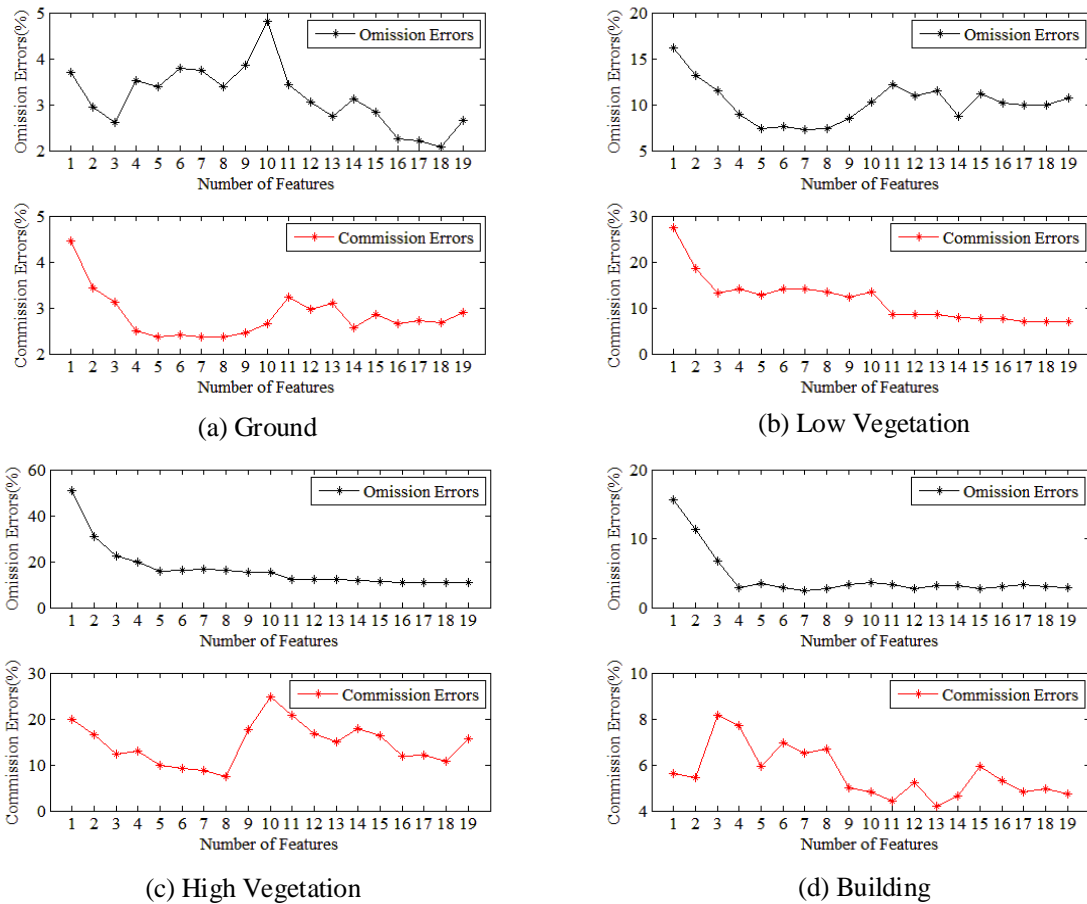 5
4
3
2
Omission Errors(%)
Omission Errors
1 2 3 4 5 6 7 8 9 10 11 12 13 14 15 16 17 18 19
Number of Features
5
4
3
2
Commission Errors(%)
Commission Errors
1 2 3 4 5 6 7 8 9 10 11 12 13 14 15 16 17 18 19
Number of Features
(a) Ground
20
15
10
5
Omission Errors(%)
Omission Errors
1 2 3 4 5 6 7 8 9 10 11 12 13 14 15 16 17 18 19
Number of Features
30
20
10
0
Commission Errors(%)
Commission Errors
1 2 3 4 5 6 7 8 9 10 11 12 13 14 15 16 17 18 19
Number of Features
(b) Low Vegetation
60
40
20
0
Omission Errors(%)
Omission Errors
1 2 3 4 5 6 7 8 9 10 11 12 13 14 15 16 17 18 19
Number of Features
30
20
10
0
Commission Errors(%)
Commission Errors
1 2 3 4 5 6 7 8 9 10 11 12 13 14 15 16 17 18 19
Number of Features
(c) High Vegetation
20
10
0
Omission Errors(%)
Omission Errors
1 2 3 4 5 6 7 8 9 10 11 12 13 14 15 16 17 18 19
Number of Features
10
8
6
4
Commission Errors(%)
Commission Errors
1 2 3 4 5 6 7 8 9 10 11 12 13 14 15 16 17 18 19
Number of Features
(d) Building